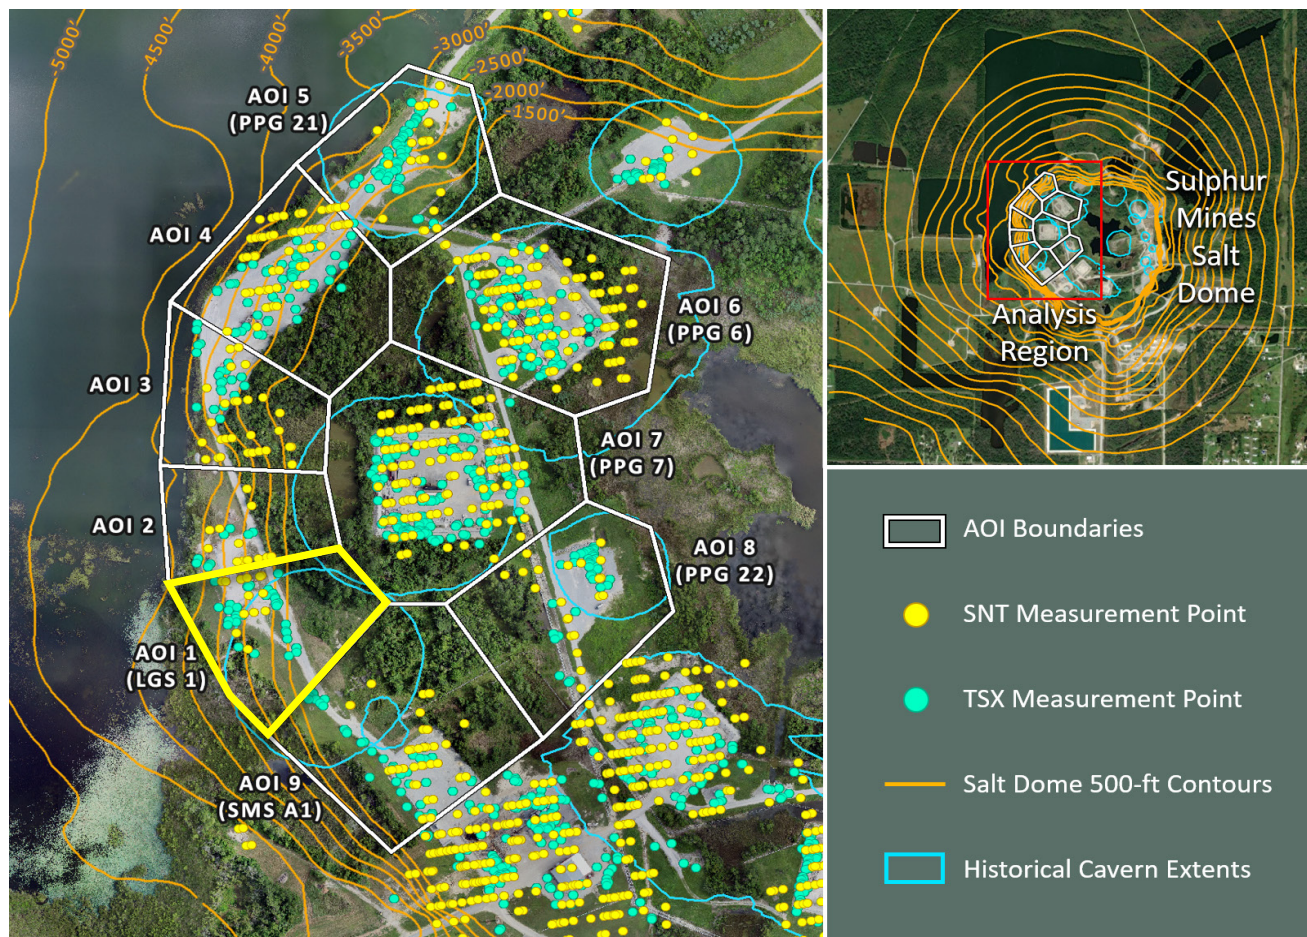 -5000'
-4500'
-4000'
-3500'
-3000'
-2500'
-2000'
-1500'
AOI 5
(PPG 21)
AOI 4
AOI 3
AOI 2
AOI 1
(LGS 1)
AOI 9
(SMS A1)
AOI 6
(PPG 6)
AOI 7
(PPG 7)
AOI 8
(PPG 22)
Sulphur
Mines
Salt
Dome
Analysis
Region
AOI Boundaries
SNT Measurement Point
TSX Measurement Point
Salt Dome 500-ft Contours
Historical Cavern Extents